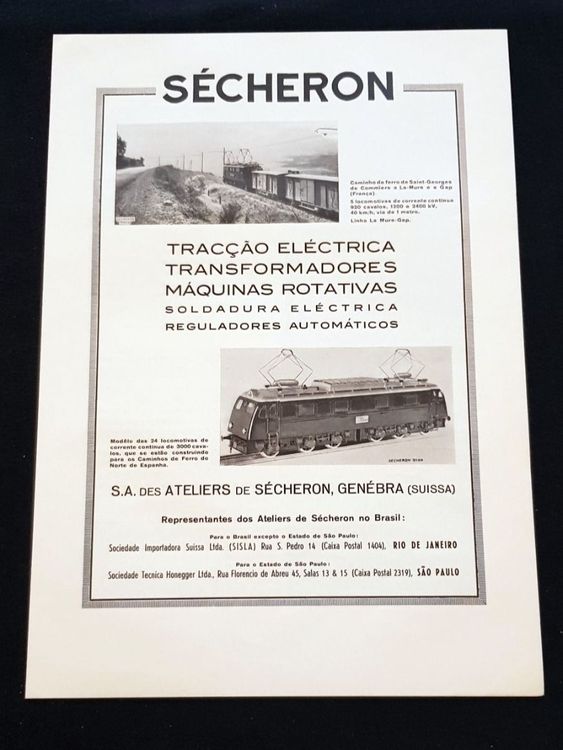 SÉCHERON
Caminho de ferro de Saint-Georges
de Commiers a La-Mure e a Gap
(França)
5 locomotivas de corrente contínua
920 cavalos, 1200 e 2400 kV,
40 km/h, via de 1 metro.
Linha La Mure-Gap.
TRACÇÃO ELÉCTRICA
TRANSFORMADORES
MÁQUINAS ROTATIVAS
SOLDADURA ELÉCTRICA
REGULADORES AUTOMÁTICOS
Modêlo das 24 locomotivas de
corrente contínua de 3000 cava-
los, que se estão construindo
para os Caminhos de Ferro do
Norte de Espanha.
SÉCHERON
S.A. DES ATELIERS DE SÉCHERON, GENÉBRA (SUISSA)
Representantes dos Ateliers de Sécheron no Brasil:
Para o Brasil excepto o Estado de São Paulo:
Sociedade Importadora Suissa Ltda. (SISLA) Rua S. Pedro 14 (Caixa Postal 1404), RIO DE JANEIRO
Para o Estado de São Paulo:
Sociedade Tecnica Honegger Ltda., Rua Florencio de Abreu 45, Salas 13 & 15 (Caixa Postal 2319), SÃO PAULO